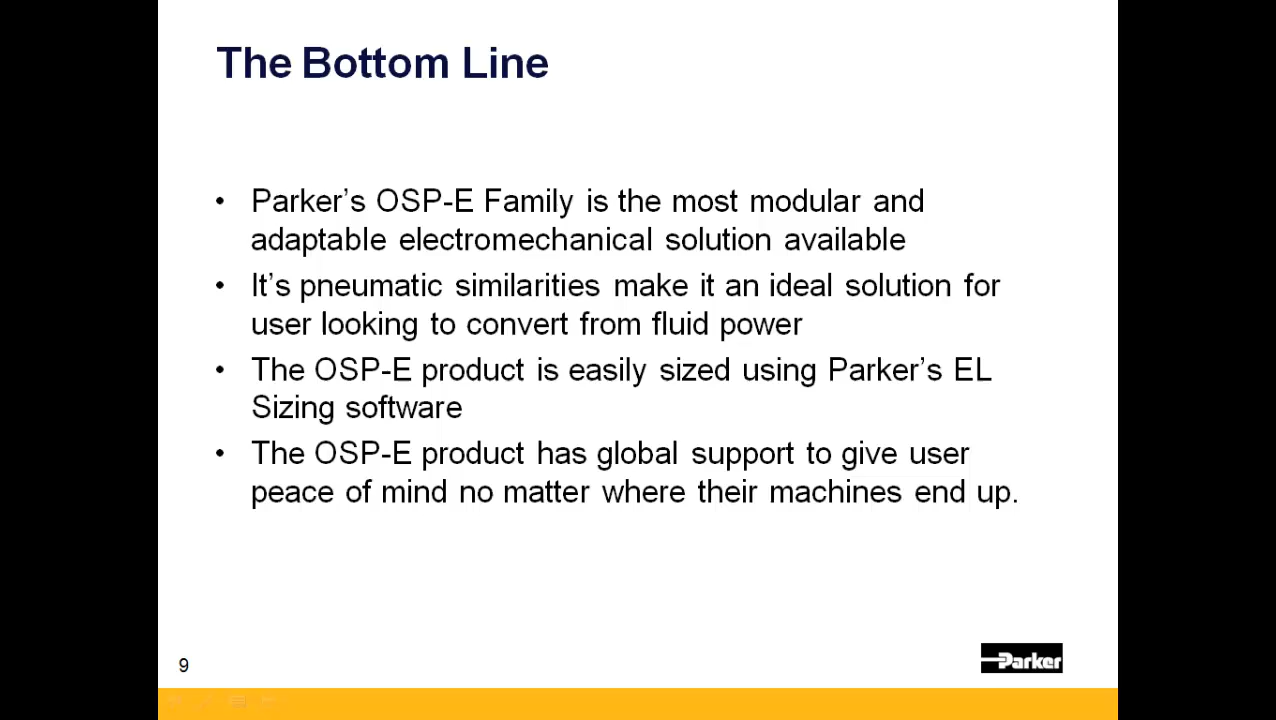 The Bottom Line
• Parker's OSP-E Family is the most modular and
adaptable electromechanical solution available
• It's pneumatic similarities make it an ideal solution for
user looking to convert from fluid power
• The OSP-E product is easily sized using Parker's EL
Sizing software
• The OSP-E product has global support to give user
peace of mind no matter where their machines end up.
9
Parker